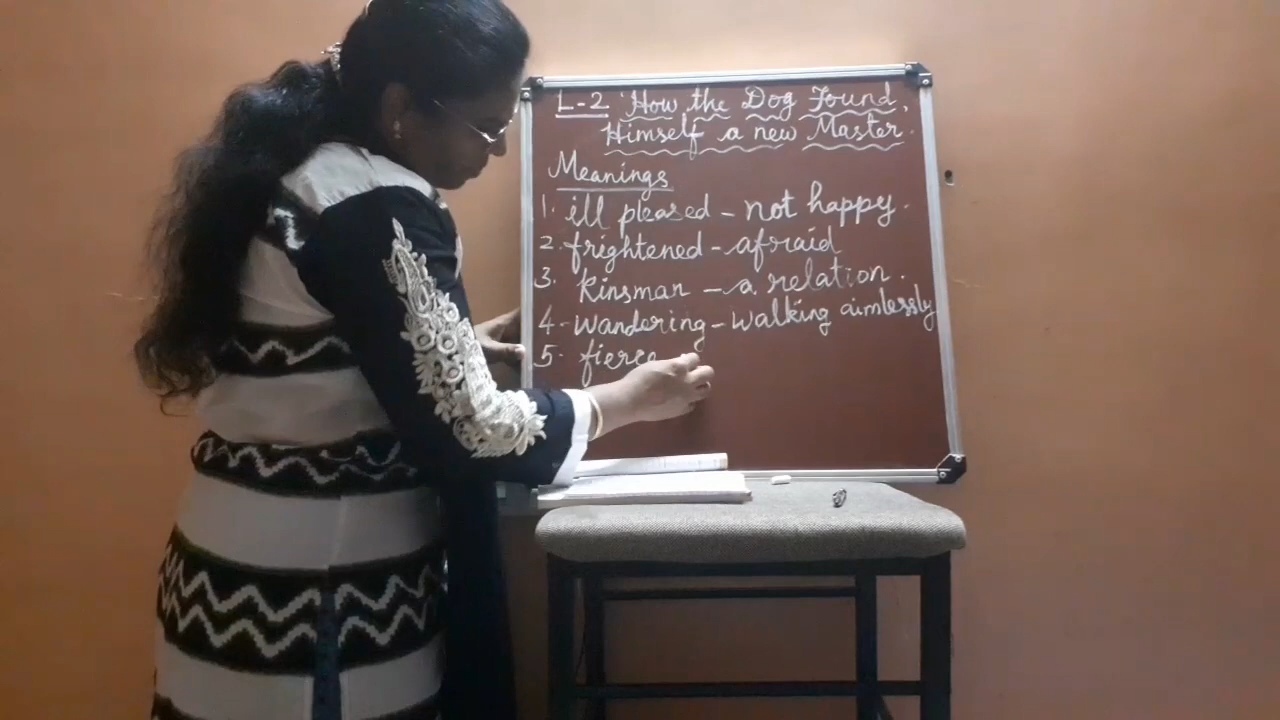 L-2 'How the Dog Found,
Himself a new Master.
Meanings
1. ill pleased - not happy.
2. frightened - afraid
3. Kinsman - a relation.
4- Wandering - walking aimlessly
5. fierce